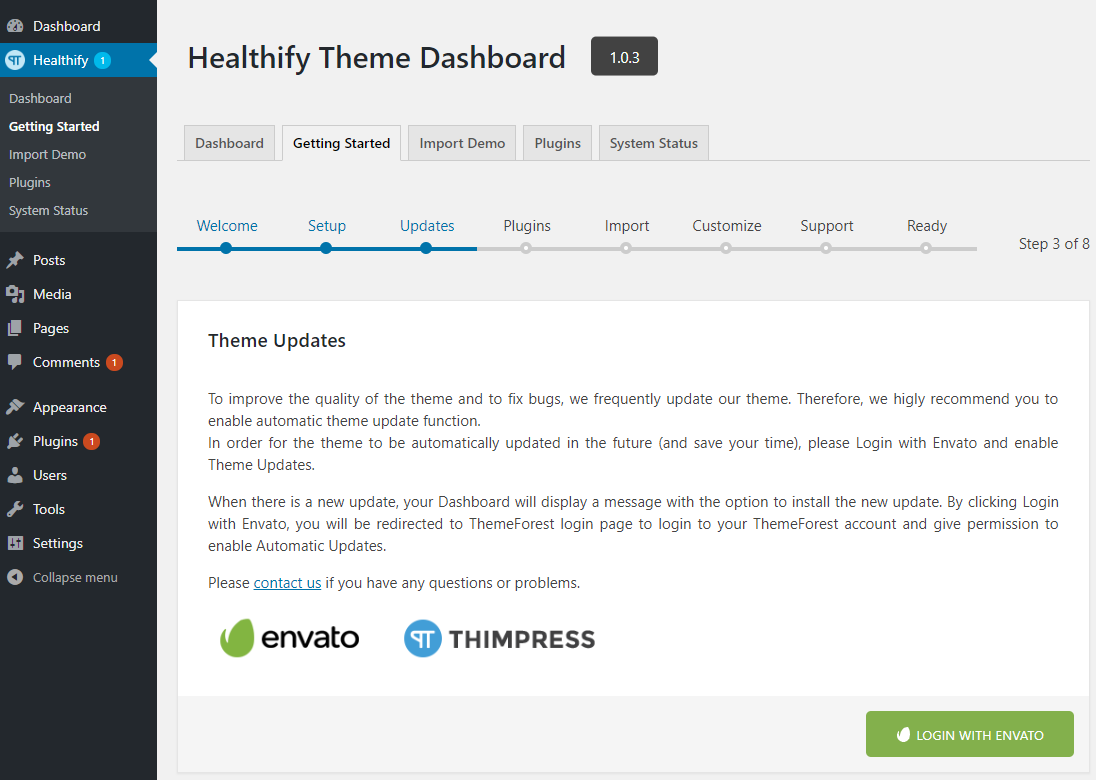 Dashboard
Healthify 1
Dashboard
Getting Started
Import Demo
Plugins
System Status
Posts
Media
Pages
Comments 1
Appearance
Plugins 1
Users
Tools
Settings
Collapse menu
Healthify Theme Dashboard 1.0.3
Dashboard Getting Started Import Demo Plugins System Status
Welcome Setup Updates Plugins Import Customize Support Ready
Step 3 of 8
Theme Updates
To improve the quality of the theme and to fix bugs, we frequently update our theme. Therefore, we higly recommend you to
enable automatic theme update function.
In order for the theme to be automatically updated in the future (and save your time), please Login with Envato and enable
Theme Updates.
When there is a new update, your Dashboard will display a message with the option to install the new update. By clicking Login
with Envato, you will be redirected to ThemeForest login page to login to your ThemeForest account and give permission to
enable Automatic Updates.
Please contact us if you have any questions or problems.
envato THIMPRESS
LOGIN WITH ENVATO